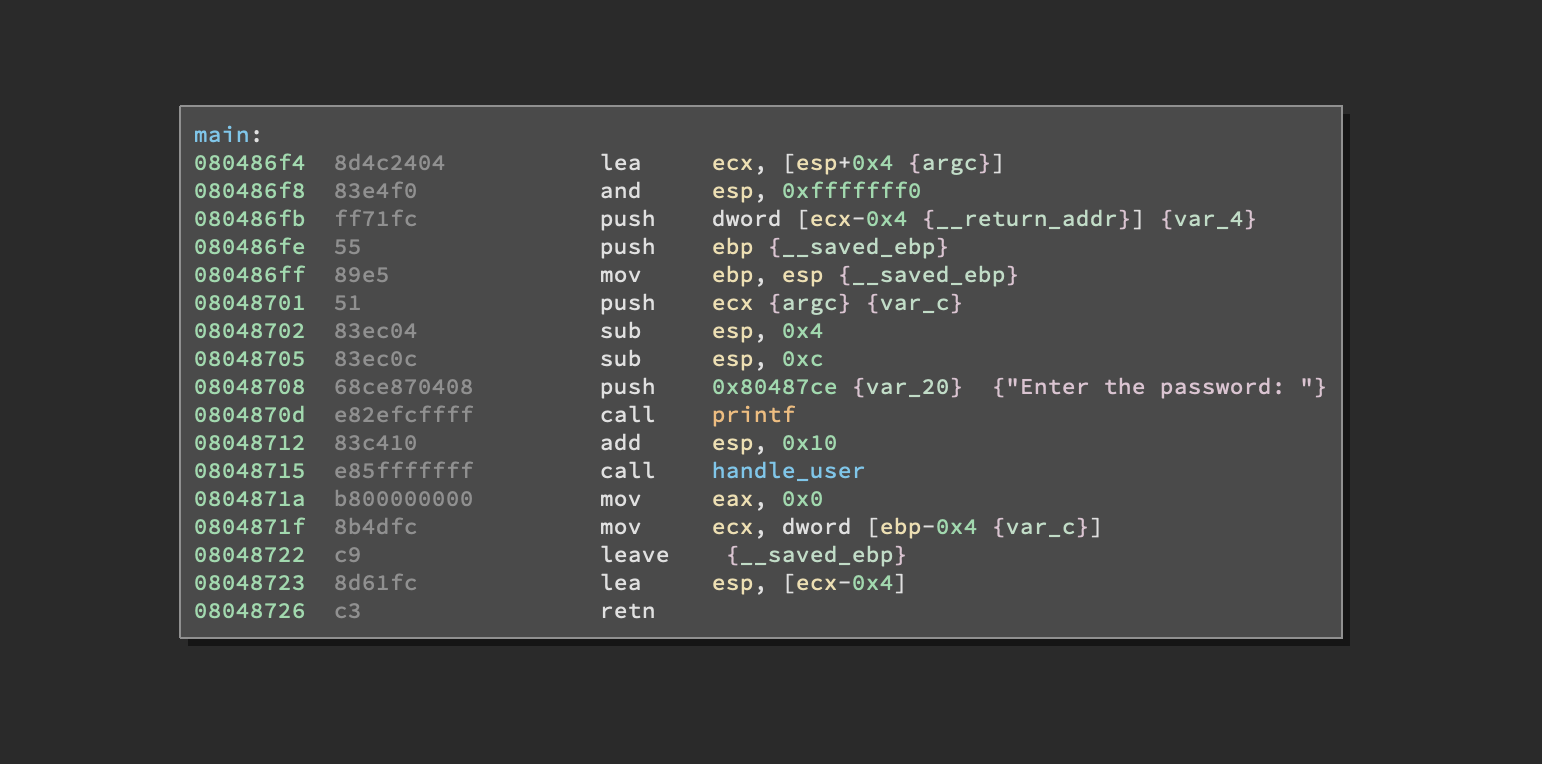 main:
080486f4  8d4c2404           lea     ecx, [esp+0x4 {argc}]
080486f8  83e4f0             and     esp, 0xfffffff0
080486fb  ff71fc             push    dword [ecx-0x4 {__return_addr}] {var_4}
080486fe  55                 push    ebp {__saved_ebp}
080486ff  89e5               mov     ebp, esp {__saved_ebp}
08048701  51                 push    ecx {argc} {var_c}
08048702  83ec04             sub     esp, 0x4
08048705  83ec0c             sub     esp, 0xc
08048708  68ce870408         push    0x80487ce {var_20}  {"Enter the password: "}
0804870d  e82efcffff         call    printf
08048712  83c410             add     esp, 0x10
08048715  e85fffffff         call    handle_user
0804871a  b800000000         mov     eax, 0x0
0804871f  8b4dfc             mov     ecx, dword [ebp-0x4 {var_c}]
08048722  c9                 leave    {__saved_ebp}
08048723  8d61fc             lea     esp, [ecx-0x4]
08048726  c3                 retn